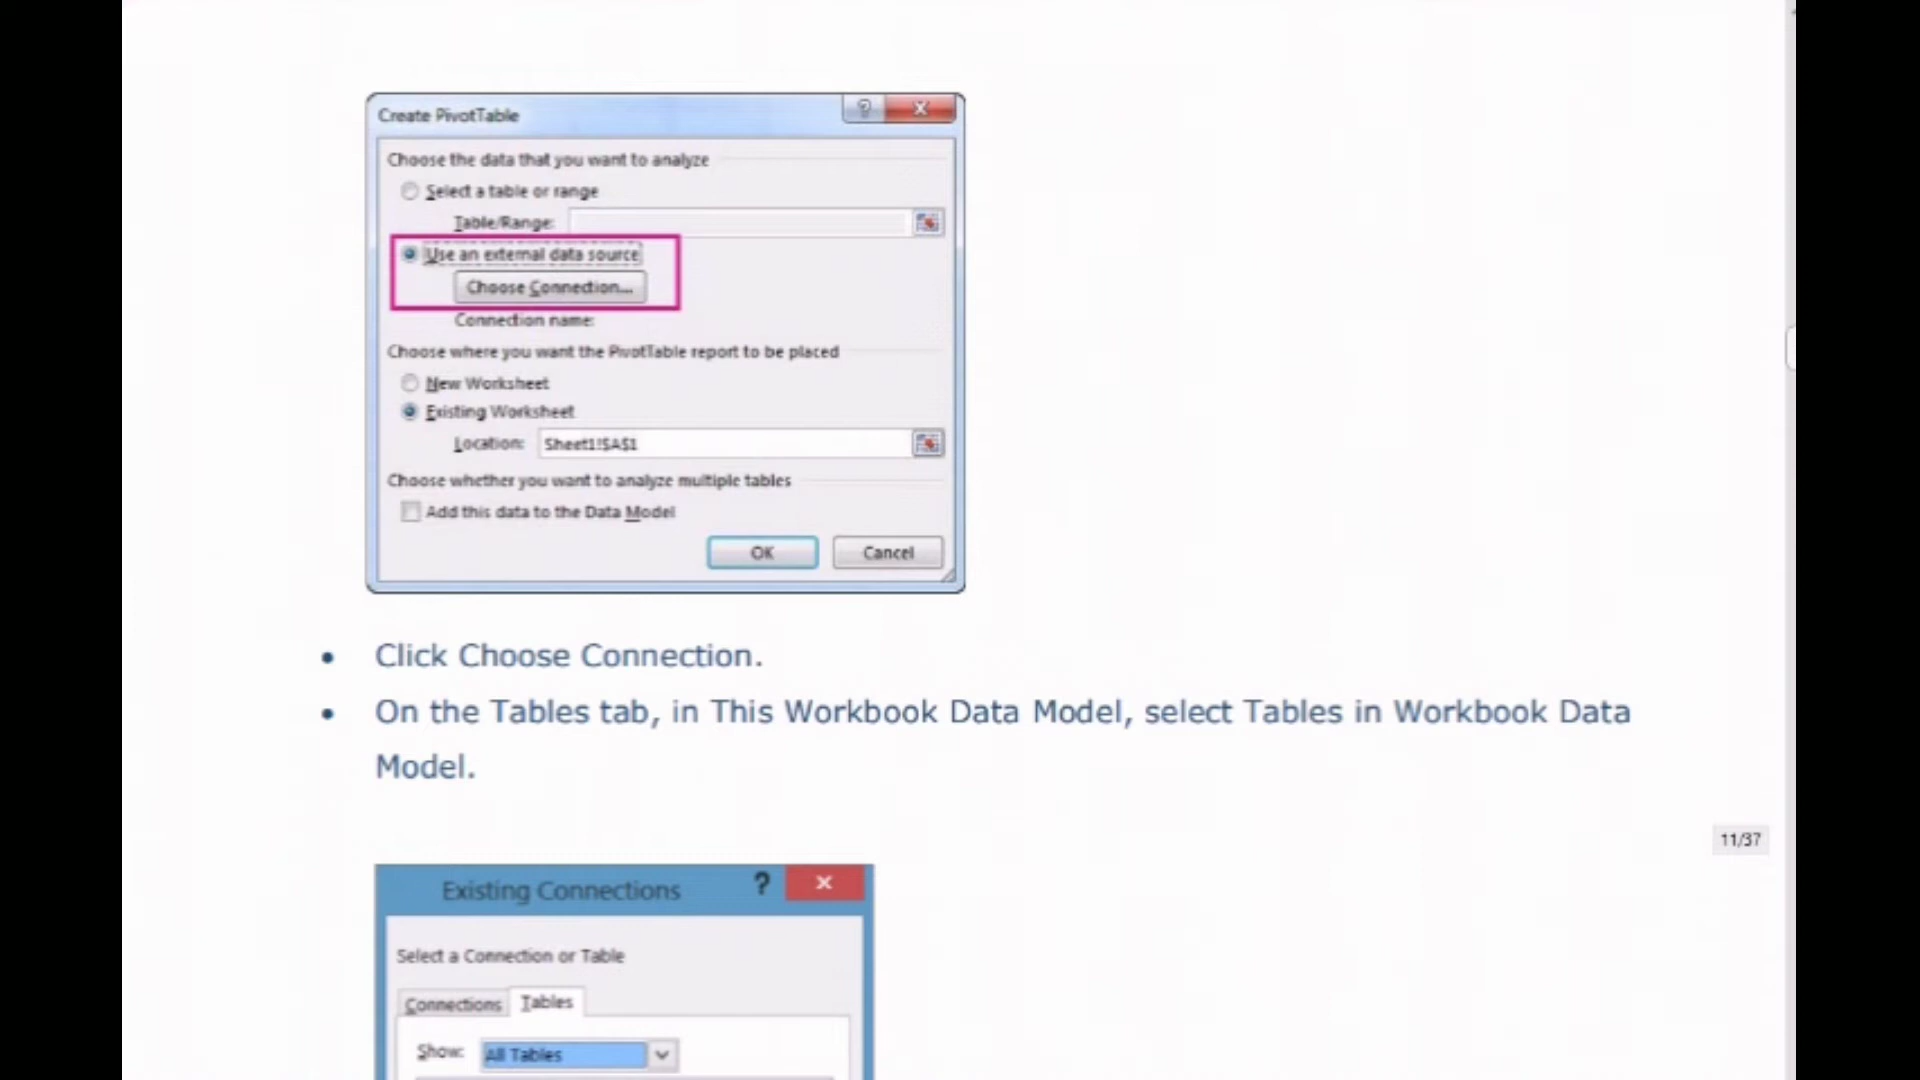 Create PivotTable
Choose the data that you want to analyze
Select a table or range
Table/Range:
Use an external data source
Choose Connection...
Connection name:
Choose where you want the PivotTable report to be placed
New Worksheet
Existing Worksheet
Location: Sheet1!$A$1
Choose whether you want to analyze multiple tables
Add this data to the Data Model
OK Cancel
• Click Choose Connection.
• On the Tables tab, in This Workbook Data Model, select Tables in Workbook Data
Model.
11/37
Existing Connections ?
Select a Connection or Table
Connections Tables
Show: All Tables